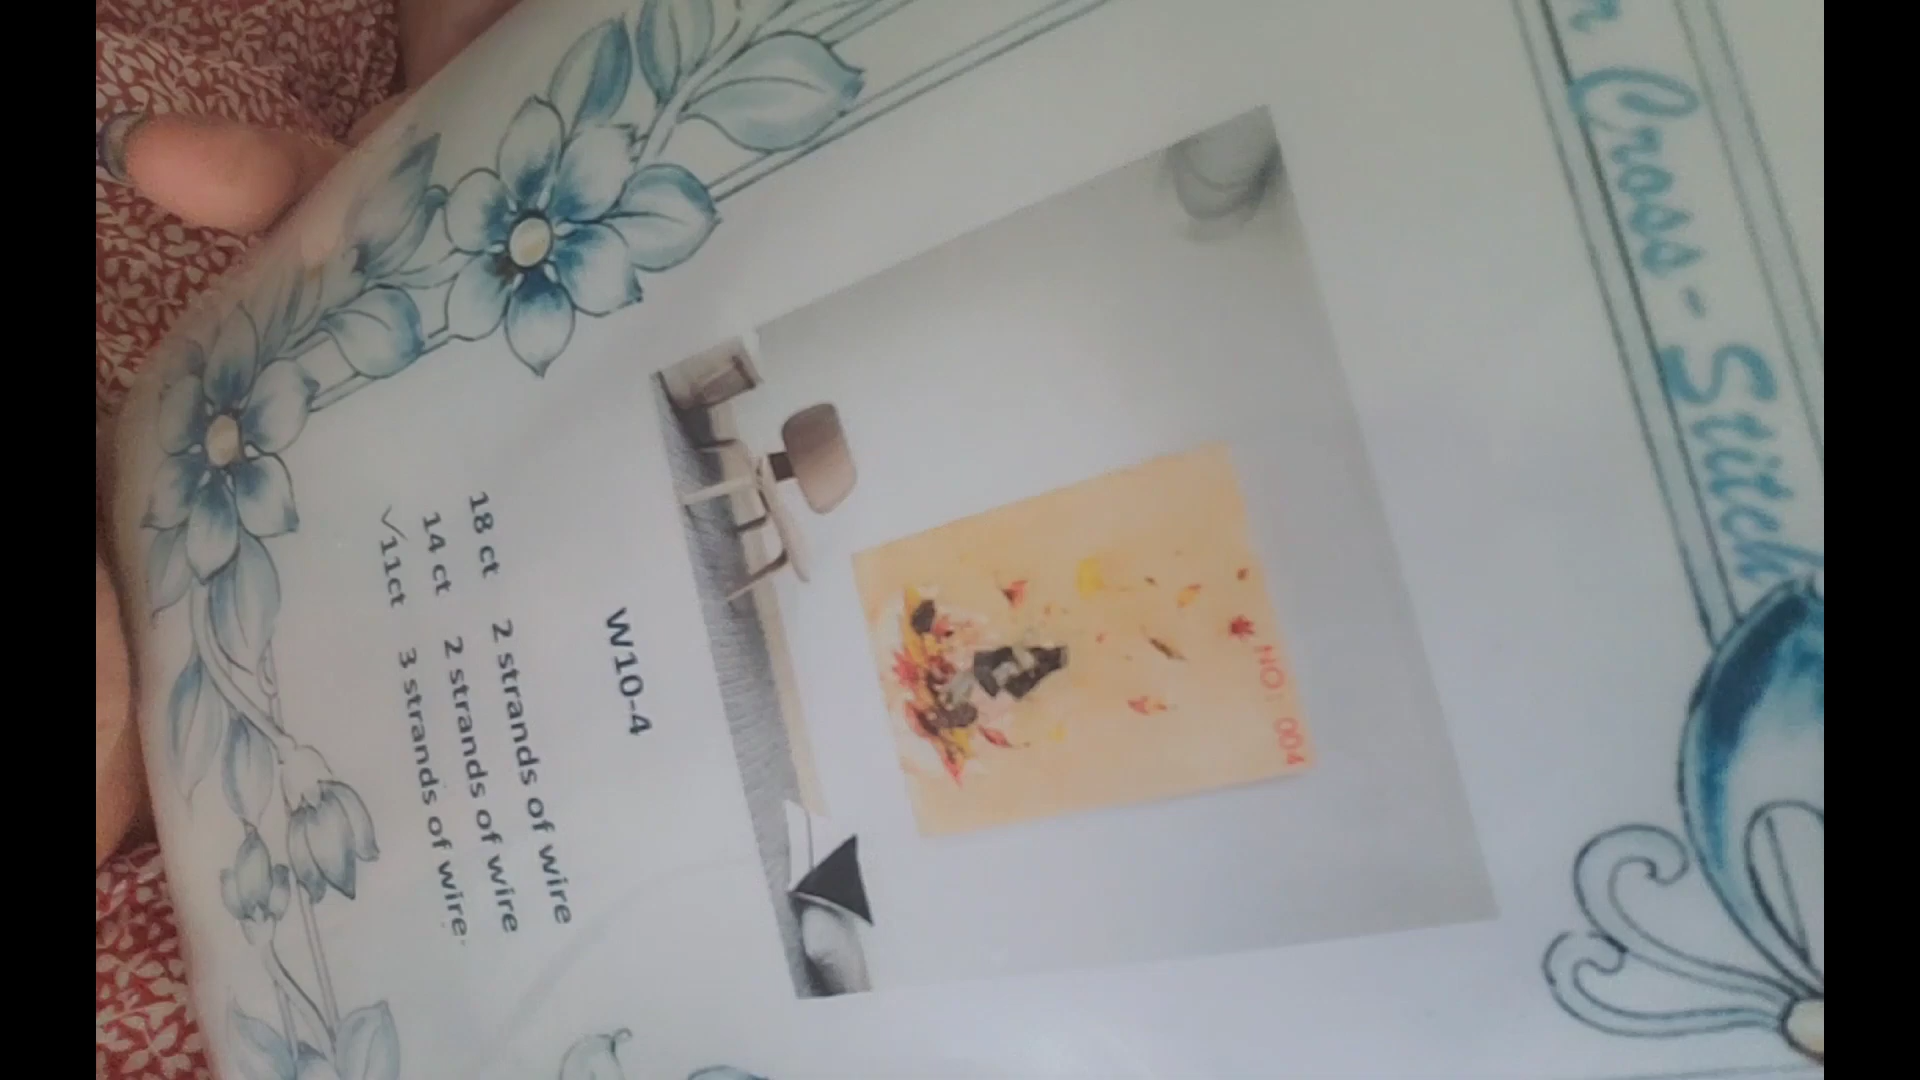 n Cross-Stitch
NO: 004
W10-4
18 ct 2 strands of wire
14 ct 2 strands of wire
√11ct 3 strands of wire